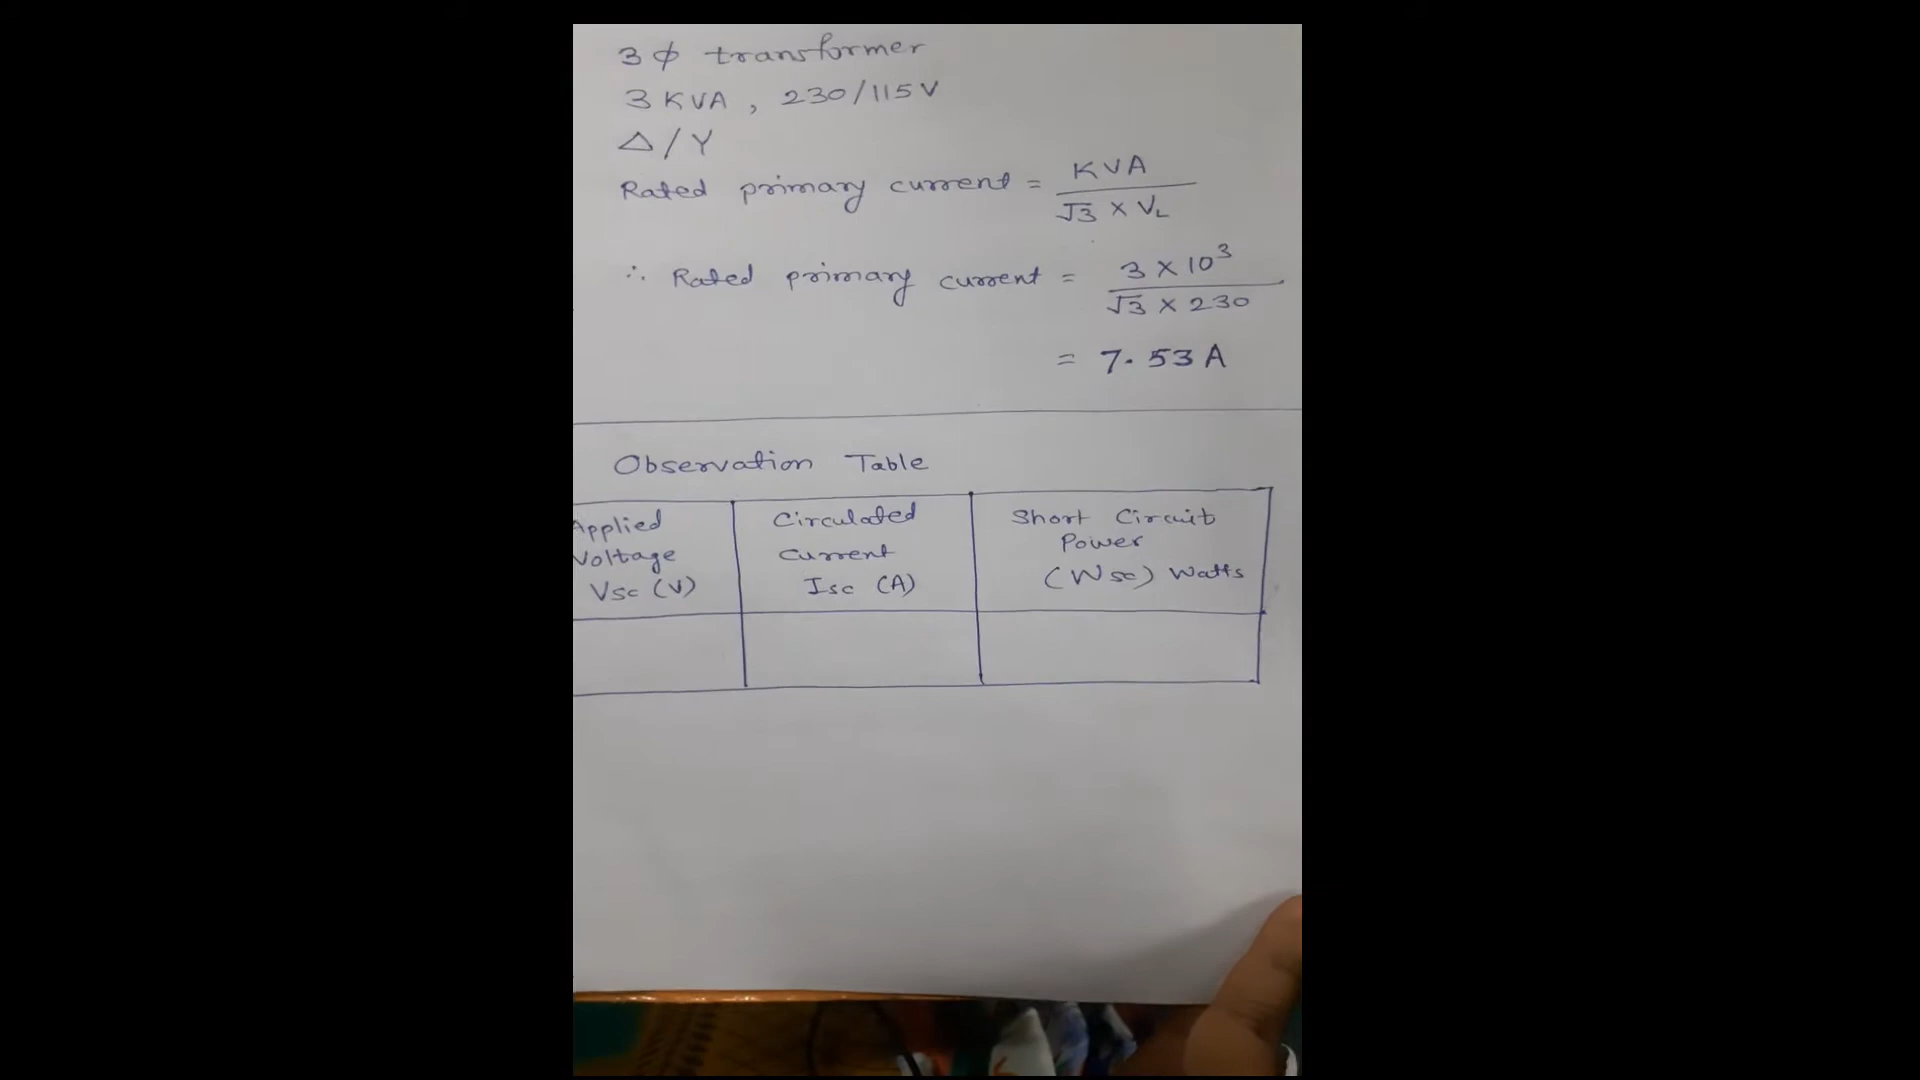 3 φ transformer
3 KVA , 230/115 V
Δ/Y
Rated primary current = KVA
√3 × VL
∴ Rated primary current = 3 × 10³
√3 × 230
= 7.53 A
Observation Table
Applied
Voltage
Vsc (V)
Circulated
current
Isc (A)
Short Circuit
Power
(Wsc) Watts